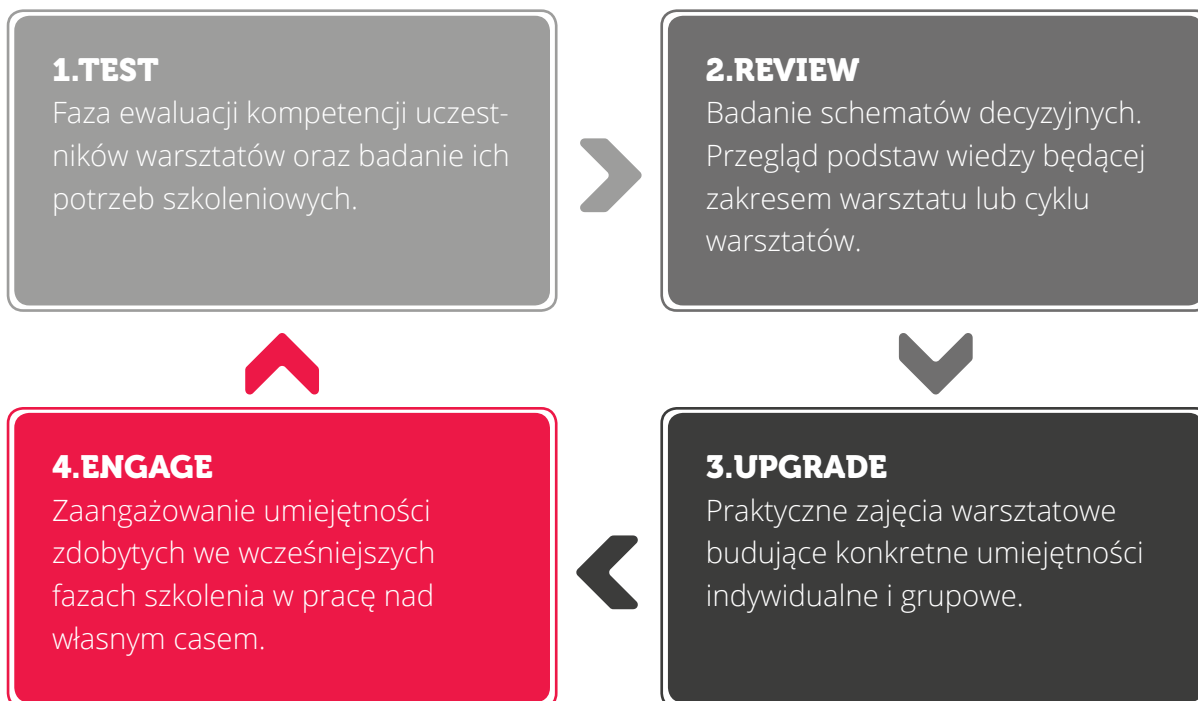 1.TEST
Faza ewaluacji kompetencji uczest-
ników warsztatów oraz badanie ich
potrzeb szkoleniowych.
2.REVIEW
Badanie schematów decyzyjnych.
Przegląd podstaw wiedzy będącej
zakresem warsztatu lub cyklu
warsztatów.
3.UPGRADE
Praktyczne zajęcia warsztatowe
budujące konkretne umiejętności
indywidualne i grupowe.
4.ENGAGE
Zaangażowanie umiejętności
zdobytych we wcześniejszych
fazach szkolenia w pracę nad
własnym casem.